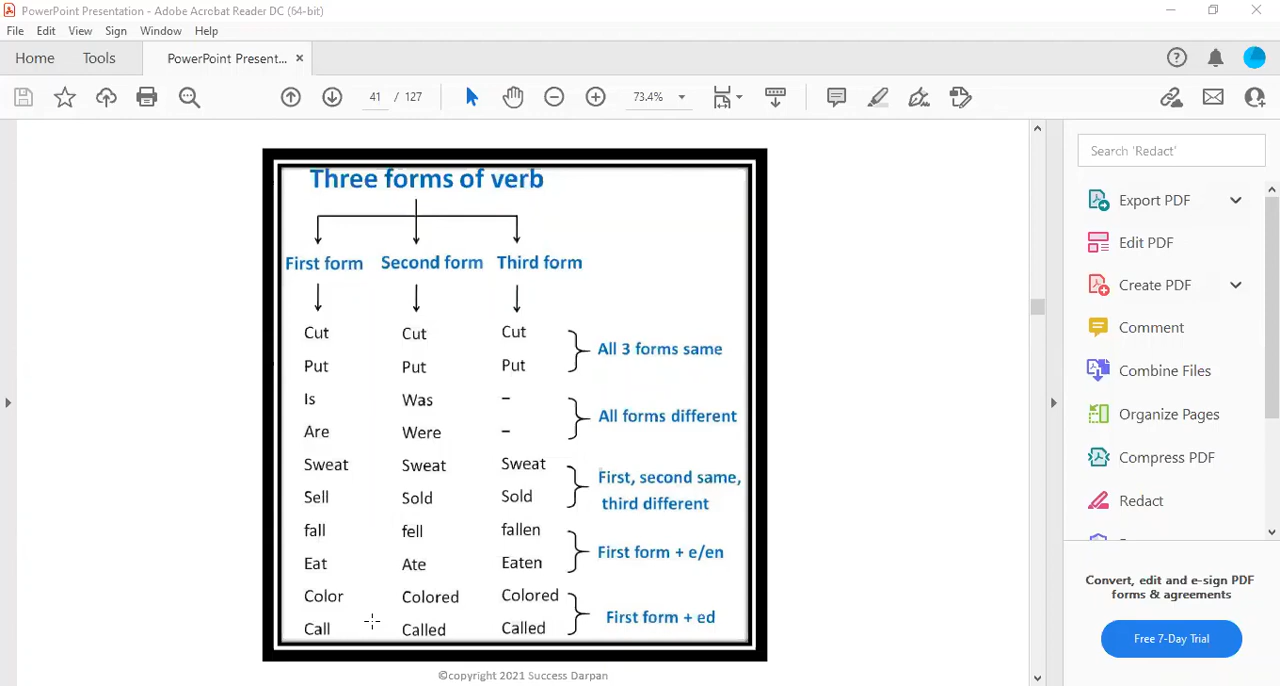 PowerPoint Presentation - Adobe Acrobat Reader DC (64-bit)
File Edit View Sign Window Help
Home Tools PowerPoint Present... ×
41 / 127 73.4%
Search 'Redact'
Three forms of verb
First form Second form Third form
Cut Cut Cut
Put Put Put
All 3 forms same
Is Was –
Are Were –
All forms different
Sweat Sweat Sweat
Sell Sold Sold
First, second same,
third different
fall fell fallen
Eat Ate Eaten
First form + e/en
Color Colored Colored
Call Called Called
First form + ed
©copyright 2021 Success Darpan
Export PDF
Edit PDF
Create PDF
Comment
Combine Files
Organize Pages
Compress PDF
Redact
Convert, edit and e-sign PDF
forms & agreements
Free 7-Day Trial